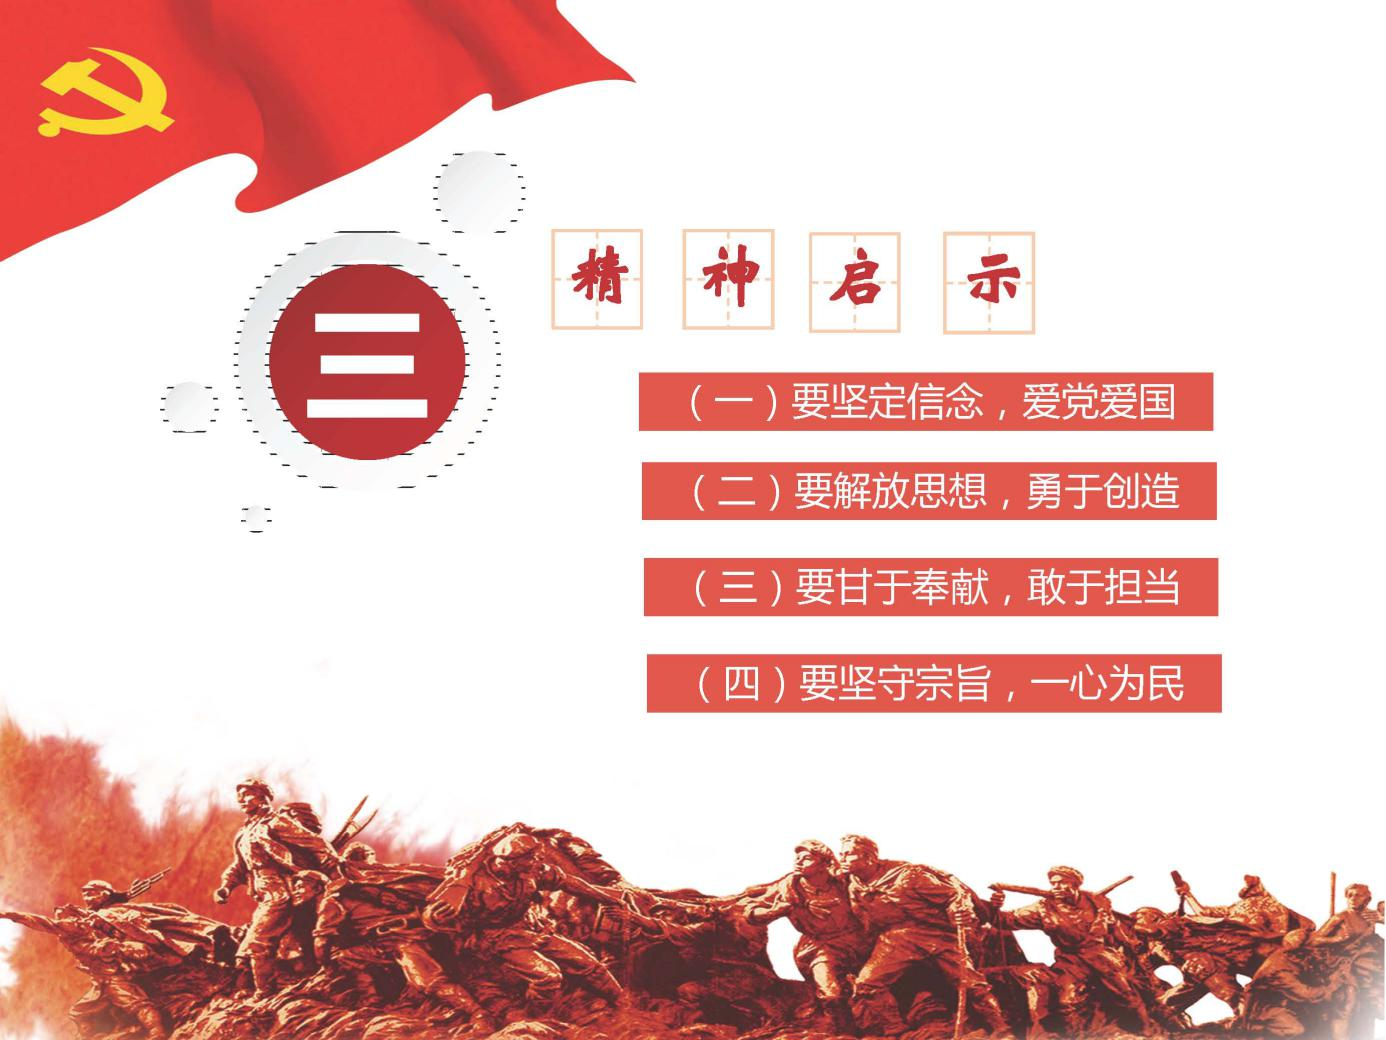 三
精神启示
（一）要坚定信念，爱党爱国
（二）要解放思想，勇于创造
（三）要甘于奉献，敢于担当
（四）要坚守宗旨，一心为民